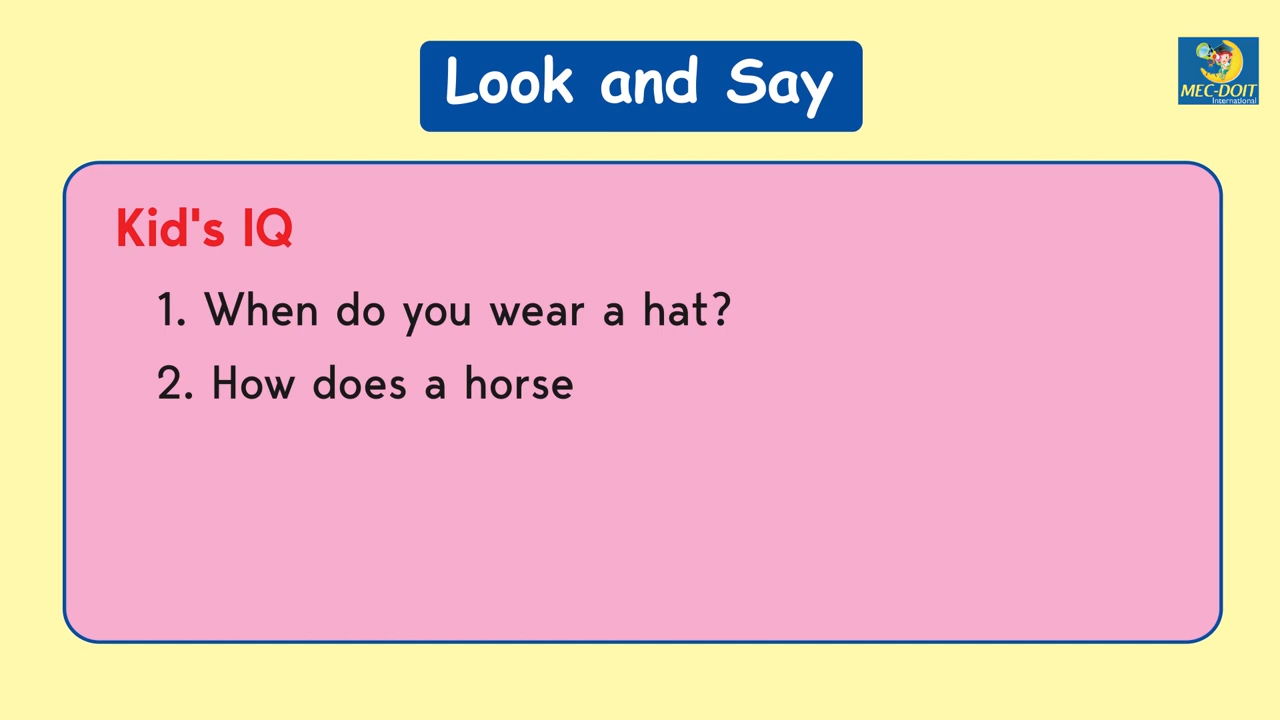 Look and Say
MEC-DOIT
International
Kid's IQ
1. When do you wear a hat?
2. How does a horse